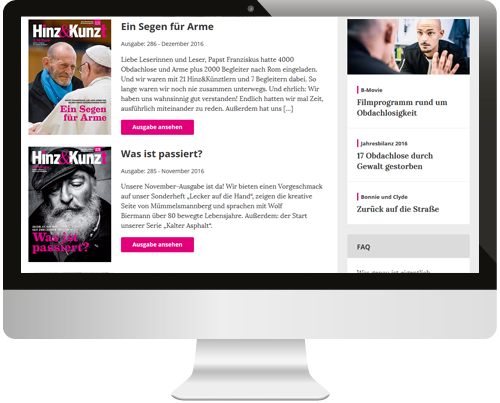 Hinz&Kunzt
Ein Segen
für Arme
Ein Segen für Arme
Ausgabe: 286 - Dezember 2016
Liebe Leserinnen und Leser, Papst Franziskus hatte 4000
Obdachlose und Arme plus 2000 Begleiter nach Rom eingeladen.
Und wir waren mit 21 Hinz&Künztlern und 7 Begleitern dabei. So
lange waren wir noch nie zusammen unterwegs. Und ehrlich: Wir
haben uns wahnsinnig gut verstanden! Endlich hatten wir mal Zeit,
ausführlich miteinander zu reden. Außerdem hat uns [...]
Ausgabe ansehen
Hinz&Kunzt
Was ist
passiert?
Was ist passiert?
Ausgabe: 285 - November 2016
Unsere November-Ausgabe ist da! Wir bieten einen Vorgeschmack
auf unser Sonderheft „Lecker auf die Hand“, zeigen die kreative
Seite von Mümmelsmannberg und sprachen mit Wolf
Biermann über 80 bewegte Lebensjahre. Außerdem: der Start
unserer Serie „Kalter Asphalt“.
Ausgabe ansehen
B-Movie
Filmprogramm rund um
Obdachlosigkeit
Jahresbilanz 2016
17 Obdachlose durch
Gewalt gestorben
Bonnie und Clyde
Zurück auf die Straße
FAQ